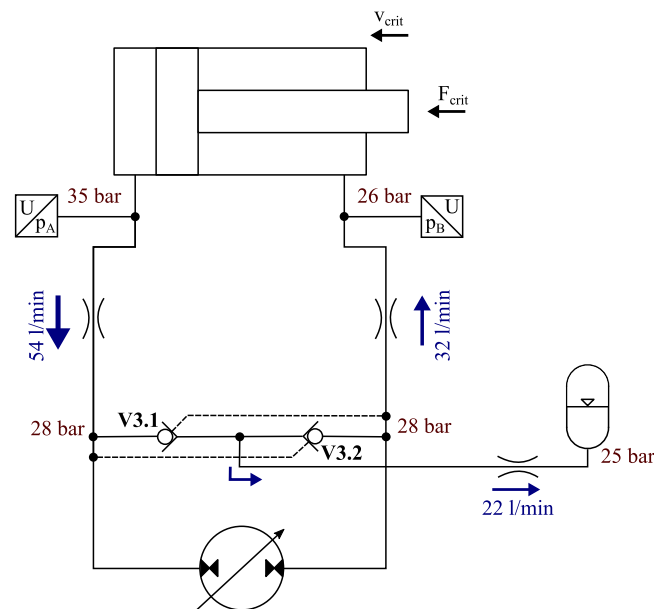 v_crit
F_crit
35 bar
26 bar
U
p_A
U
p_B
54 l/min
32 l/min
V3.1
28 bar
28 bar
V3.2
25 bar
22 l/min